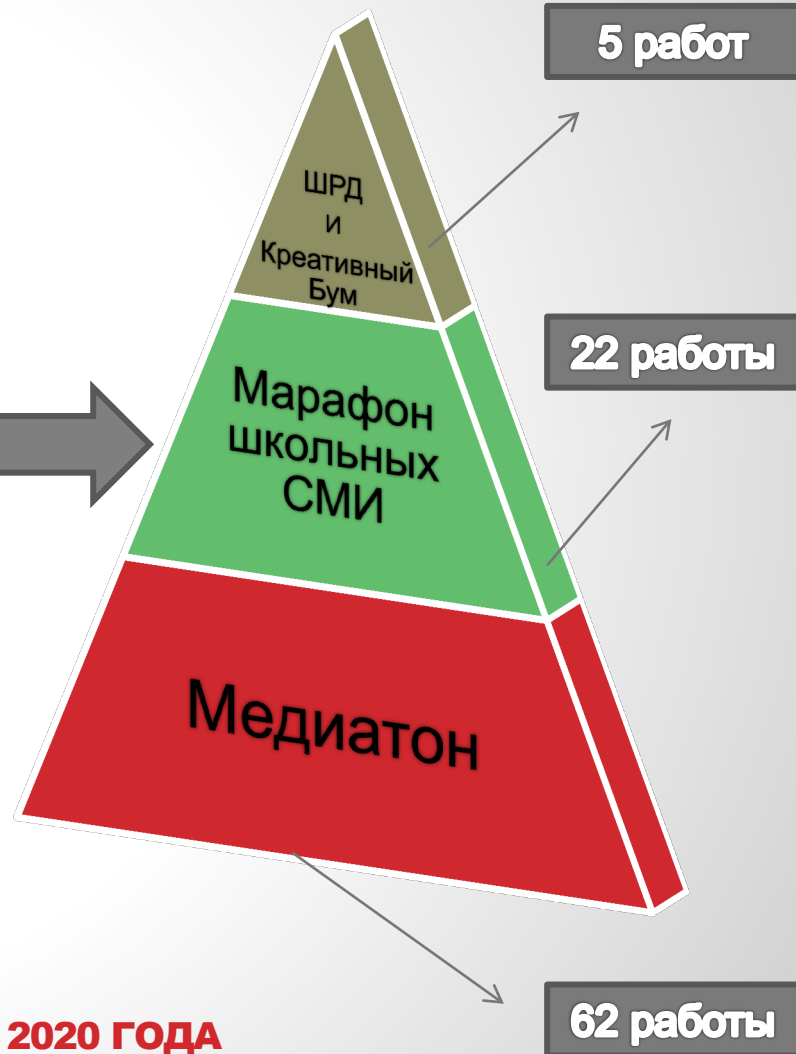 5 работ
ШРД
и
Креативный
Бум
22 работы
Марафон
школьных
СМИ
Медиатон
62 работы
2020 ГОДА